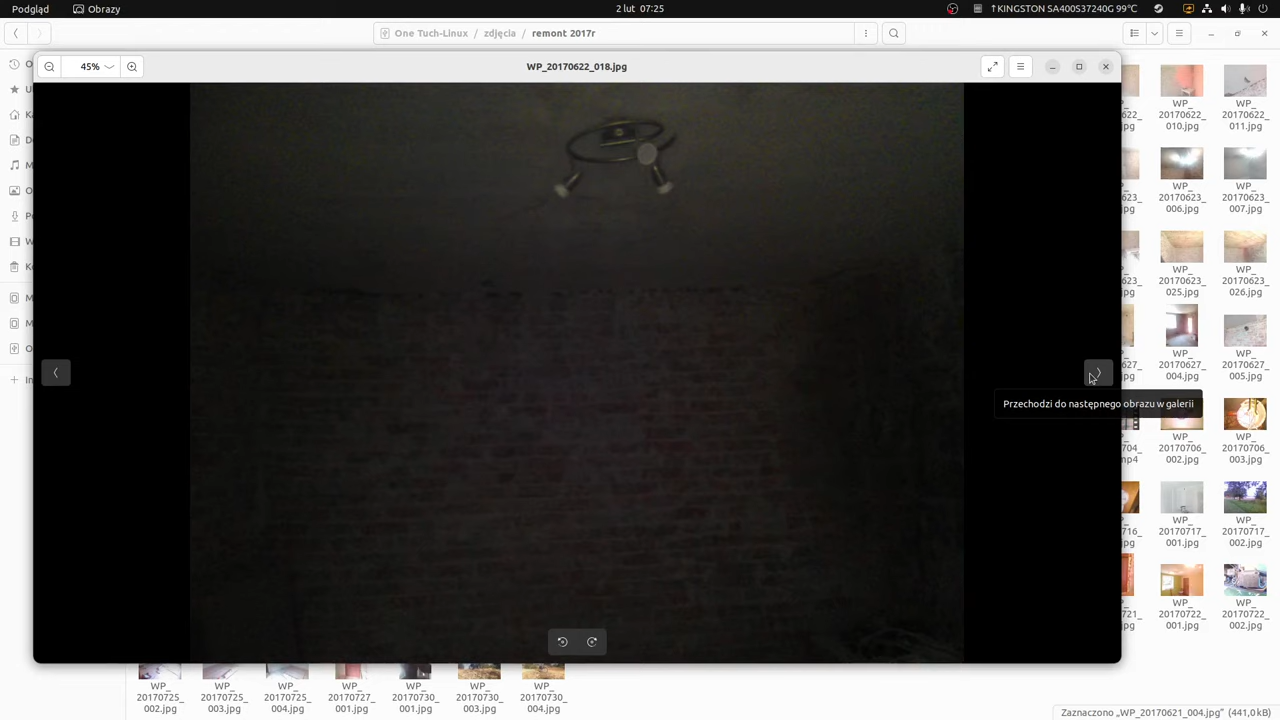 Podgląd
Obrazy
2 lut 07:25
↑KINGSTON SA400537240G 99°C
One Tuch-Linux / zdjęcia / remont 2017r
45%
WP_20170622_018.jpg
Przechodzi do następnego obrazu w galerii
WP_
20170622_
010.jpg
WP_
20170622_
011.jpg
WP_
20170623_
006.jpg
WP_
20170623_
007.jpg
WP_
20170623_
025.jpg
WP_
20170623_
026.jpg
WP_
20170627_
004.jpg
WP_
20170627_
005.jpg
WP_
20170706_
002.jpg
WP_
20170706_
003.jpg
WP_
20170717_
001.jpg
WP_
20170717_
002.jpg
WP_
20170722_
001.jpg
WP_
20170722_
002.jpg
WP_
20170725_
002.jpg
WP_
20170725_
003.jpg
WP_
20170725_
004.jpg
WP_
20170727_
001.jpg
WP_
20170730_
001.jpg
WP_
20170730_
003.jpg
WP_
20170730_
004.jpg
Zaznaczono „WP_20170621_004.jpg” (441,0 kB)